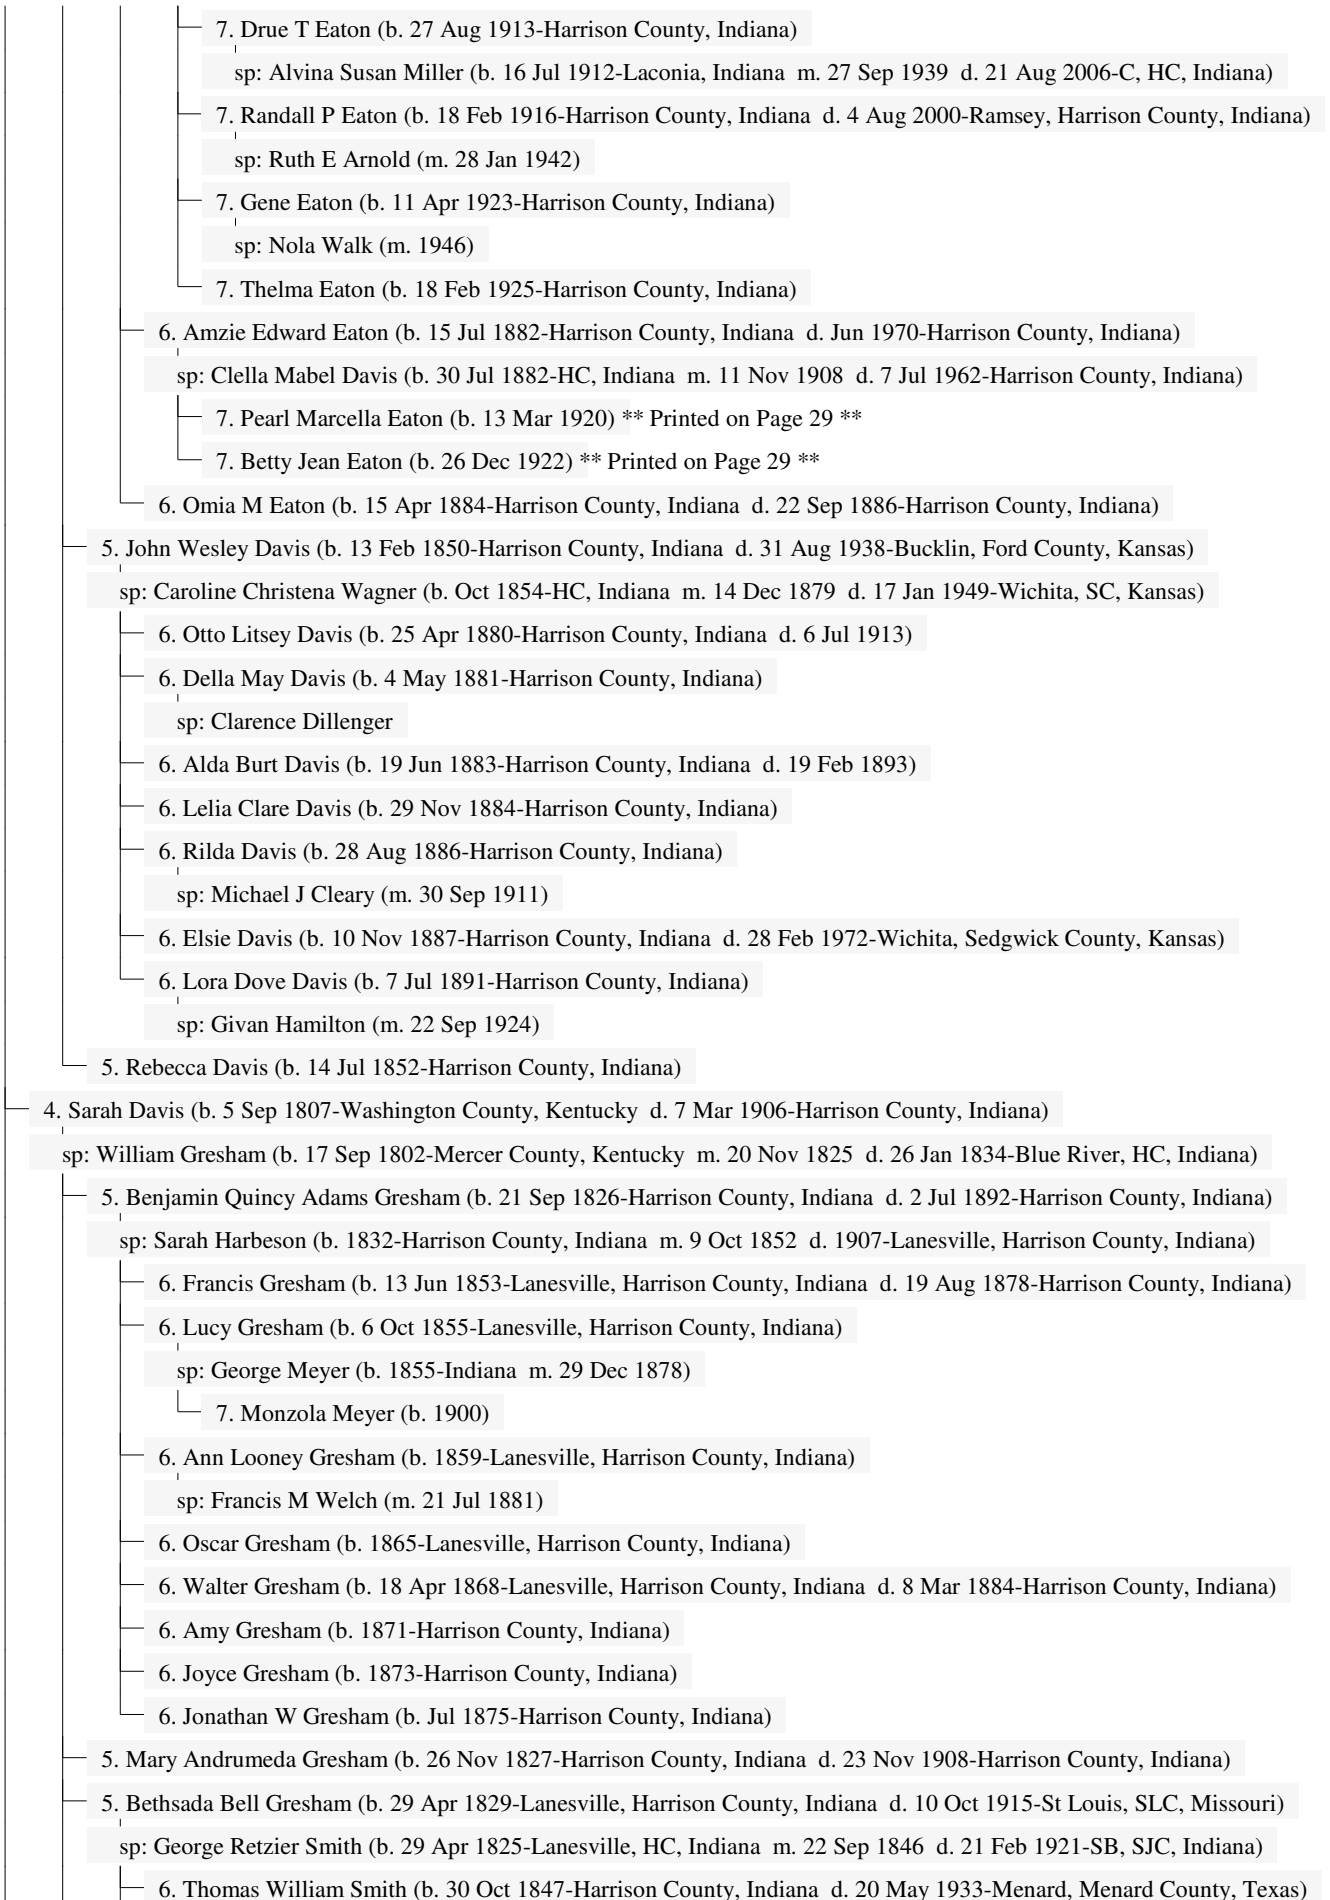 7. Drue T Eaton (b. 27 Aug 1913-Harrison County, Indiana)
sp: Alvina Susan Miller (b. 16 Jul 1912-Laconia, Indiana m. 27 Sep 1939 d. 21 Aug 2006-C, HC, Indiana)
7. Randall P Eaton (b. 18 Feb 1916-Harrison County, Indiana d. 4 Aug 2000-Ramsey, Harrison County, Indiana)
sp: Ruth E Arnold (m. 28 Jan 1942)
7. Gene Eaton (b. 11 Apr 1923-Harrison County, Indiana)
sp: Nola Walk (m. 1946)
7. Thelma Eaton (b. 18 Feb 1925-Harrison County, Indiana)
6. Amzie Edward Eaton (b. 15 Jul 1882-Harrison County, Indiana d. Jun 1970-Harrison County, Indiana)
sp: Clella Mabel Davis (b. 30 Jul 1882-HC, Indiana m. 11 Nov 1908 d. 7 Jul 1962-Harrison County, Indiana)
7. Pearl Marcella Eaton (b. 13 Mar 1920) ** Printed on Page 29 **
7. Betty Jean Eaton (b. 26 Dec 1922) ** Printed on Page 29 **
6. Omia M Eaton (b. 15 Apr 1884-Harrison County, Indiana d. 22 Sep 1886-Harrison County, Indiana)
5. John Wesley Davis (b. 13 Feb 1850-Harrison County, Indiana d. 31 Aug 1938-Bucklin, Ford County, Kansas)
sp: Caroline Christena Wagner (b. Oct 1854-HC, Indiana m. 14 Dec 1879 d. 17 Jan 1949-Wichita, SC, Kansas)
6. Otto Litsey Davis (b. 25 Apr 1880-Harrison County, Indiana d. 6 Jul 1913)
6. Della May Davis (b. 4 May 1881-Harrison County, Indiana)
sp: Clarence Dillenger
6. Alda Burt Davis (b. 19 Jun 1883-Harrison County, Indiana d. 19 Feb 1893)
6. Lelia Clare Davis (b. 29 Nov 1884-Harrison County, Indiana)
6. Rilda Davis (b. 28 Aug 1886-Harrison County, Indiana)
sp: Michael J Cleary (m. 30 Sep 1911)
6. Elsie Davis (b. 10 Nov 1887-Harrison County, Indiana d. 28 Feb 1972-Wichita, Sedgwick County, Kansas)
6. Lora Dove Davis (b. 7 Jul 1891-Harrison County, Indiana)
sp: Givan Hamilton (m. 22 Sep 1924)
5. Rebecca Davis (b. 14 Jul 1852-Harrison County, Indiana)
4. Sarah Davis (b. 5 Sep 1807-Washington County, Kentucky d. 7 Mar 1906-Harrison County, Indiana)
sp: William Gresham (b. 17 Sep 1802-Mercer County, Kentucky m. 20 Nov 1825 d. 26 Jan 1834-Blue River, HC, Indiana)
5. Benjamin Quincy Adams Gresham (b. 21 Sep 1826-Harrison County, Indiana d. 2 Jul 1892-Harrison County, Indiana)
sp: Sarah Harbeson (b. 1832-Harrison County, Indiana m. 9 Oct 1852 d. 1907-Lanesville, Harrison County, Indiana)
6. Francis Gresham (b. 13 Jun 1853-Lanesville, Harrison County, Indiana d. 19 Aug 1878-Harrison County, Indiana)
6. Lucy Gresham (b. 6 Oct 1855-Lanesville, Harrison County, Indiana)
sp: George Meyer (b. 1855-Indiana m. 29 Dec 1878)
7. Monzola Meyer (b. 1900)
6. Ann Looney Gresham (b. 1859-Lanesville, Harrison County, Indiana)
sp: Francis M Welch (m. 21 Jul 1881)
6. Oscar Gresham (b. 1865-Lanesville, Harrison County, Indiana)
6. Walter Gresham (b. 18 Apr 1868-Lanesville, Harrison County, Indiana d. 8 Mar 1884-Harrison County, Indiana)
6. Amy Gresham (b. 1871-Harrison County, Indiana)
6. Joyce Gresham (b. 1873-Harrison County, Indiana)
6. Jonathan W Gresham (b. Jul 1875-Harrison County, Indiana)
5. Mary Andrumeda Gresham (b. 26 Nov 1827-Harrison County, Indiana d. 23 Nov 1908-Harrison County, Indiana)
5. Bethsada Bell Gresham (b. 29 Apr 1829-Lanesville, Harrison County, Indiana d. 10 Oct 1915-St Louis, SLC, Missouri)
sp: George Retzier Smith (b. 29 Apr 1825-Lanesville, HC, Indiana m. 22 Sep 1846 d. 21 Feb 1921-SB, SJC, Indiana)
6. Thomas William Smith (b. 30 Oct 1847-Harrison County, Indiana d. 20 May 1933-Menard, Menard County, Texas)